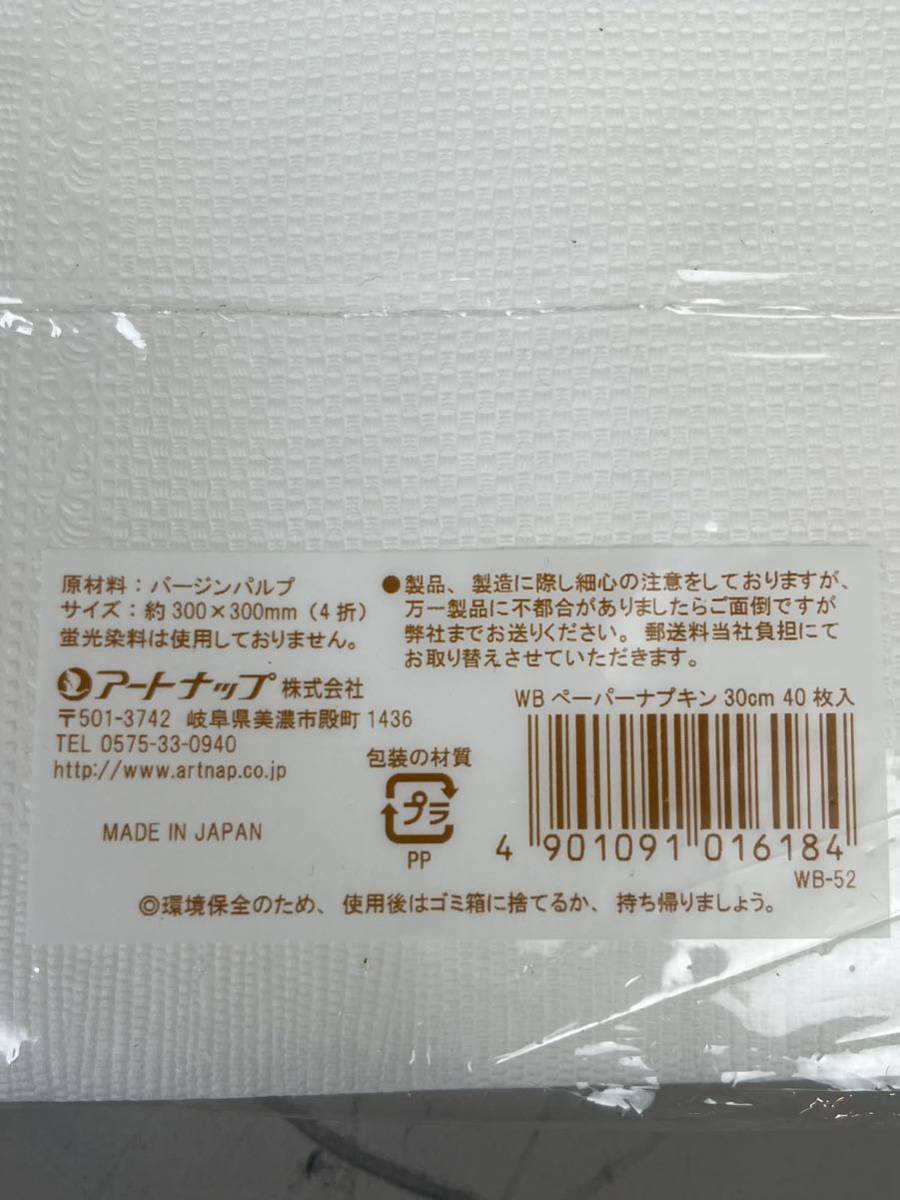 原材料：バージンパルプ
サイズ：約300×300mm（4折）
蛍光染料は使用しておりません。
アートナップ株式会社
〒501-3742 岐阜県美濃市殿町1436
TEL 0575-33-0940
http://www.artnap.co.jp
MADE IN JAPAN
●製品、製造に際し細心の注意をしておりますが、
万一製品に不都合がありましたらご面倒ですが
弊社までお送りください。郵送料当社負担にて
お取り替えさせていただきます。
WB ペーパーナプキン 30cm 40枚入
包装の材質
プラ
PP
4 901091 016184
WB-52
◎環境保全のため、使用後はゴミ箱に捨てるか、持ち帰りましょう。